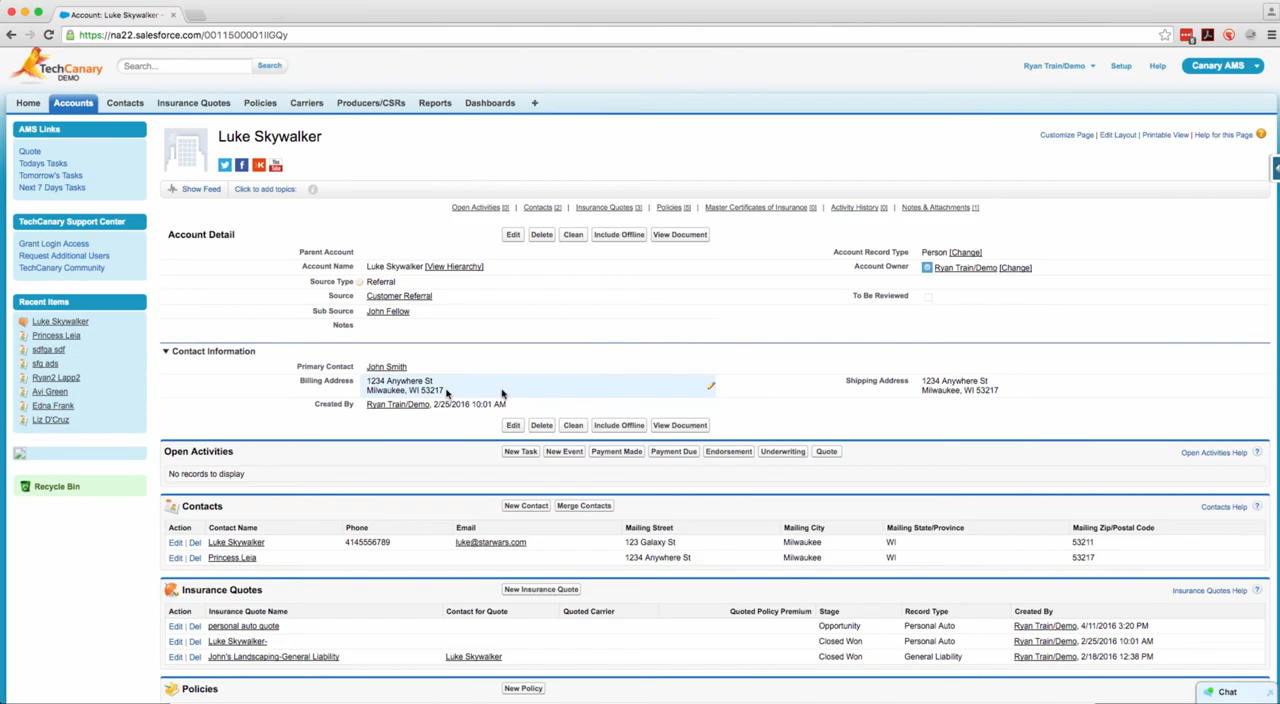 Account: Luke Skywalker -
https://na22.salesforce.com/0011500001IIGQy
TechCanary
DEMO
Search...
Search
Ryan Train/Demo
Setup
Help
Canary AMS
Home
Accounts
Contacts
Insurance Quotes
Policies
Carriers
Producers/CSRs
Reports
Dashboards
+
AMS Links
Quote
Todays Tasks
Tomorrow's Tasks
Next 7 Days Tasks
TechCanary Support Center
Grant Login Access
Request Additional Users
TechCanary Community
Recent Items
Luke Skywalker
Princess Leia
sdfga sdf
sfg ads
Ryan2 Lapp2
Avi Green
Edna Frank
Liz D'Cruz
Recycle Bin
Luke Skywalker
Customize Page | Edit Layout | Printable View | Help for this Page
Show Feed
Click to add topics:
Open Activities [0] | Contacts [2] | Insurance Quotes [3] | Policies [5] | Master Certificates of Insurance [0] | Activity History [0] | Notes & Attachments [1]
Account Detail
Edit Delete Clean Include Offline View Document
Parent Account
Account Record Type Person [Change]
Account Name Luke Skywalker [View Hierarchy]
Account Owner Ryan Train/Demo [Change]
Source Type Referral
Source Customer Referral
To Be Reviewed
Sub Source John Fellow
Notes
Contact Information
Primary Contact John Smith
Billing Address 1234 Anywhere St
Milwaukee, WI 53217
Shipping Address 1234 Anywhere St
Milwaukee, WI 53217
Created By Ryan Train/Demo, 2/25/2016 10:01 AM
Edit Delete Clean Include Offline View Document
Open Activities
New Task New Event Payment Made Payment Due Endorsement Underwriting Quote
Open Activities Help
No records to display
Contacts
New Contact Merge Contacts
Contacts Help
Action Contact Name Phone Email Mailing Street Mailing City Mailing State/Province Mailing Zip/Postal Code
Edit | Del Luke Skywalker 4145556789 luke@starwars.com 123 Galaxy St Milwaukee WI 53211
Edit | Del Princess Leia 1234 Anywhere St Milwaukee WI 53217
Insurance Quotes
New Insurance Quote
Insurance Quotes Help
Action Insurance Quote Name Contact for Quote Quoted Carrier Quoted Policy Premium Stage Record Type Created By
Edit | Del personal auto quote Opportunity Personal Auto Ryan Train/Demo, 4/11/2016 3:20 PM
Edit | Del Luke Skywalker- Closed Won Personal Auto Ryan Train/Demo, 2/25/2016 10:01 AM
Edit | Del John's Landscaping-General Liability Luke Skywalker Closed Won General Liability Ryan Train/Demo, 2/18/2016 12:38 PM
Policies
New Policy
Chat